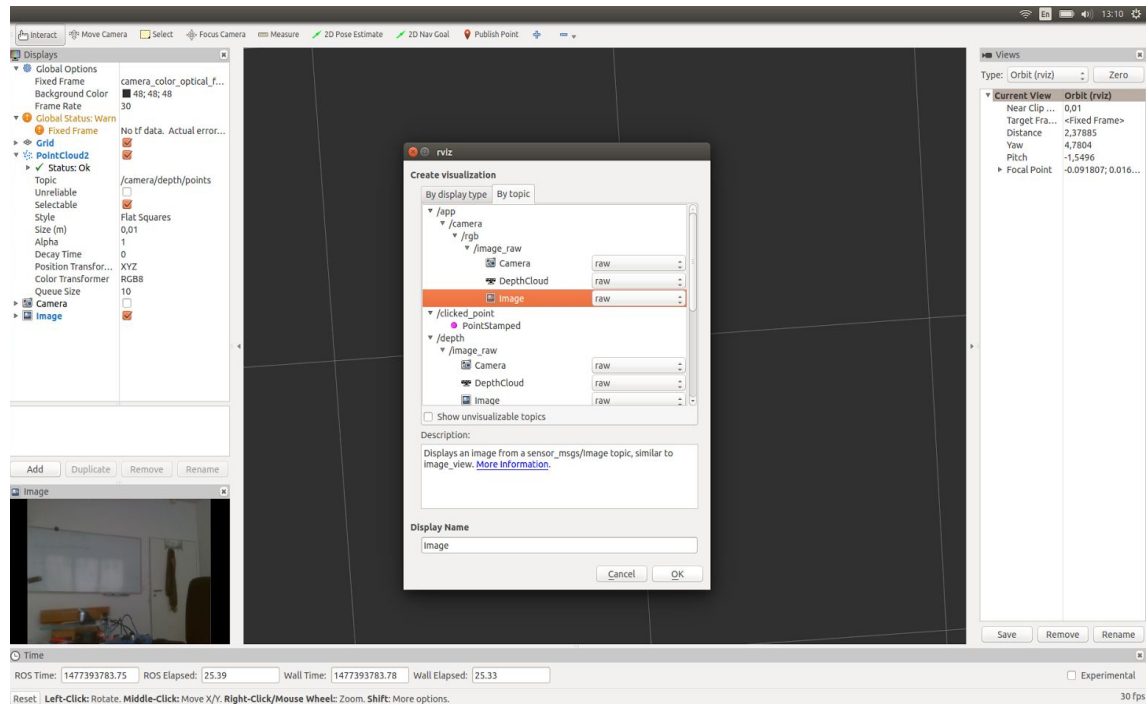 En 13:10
Interact Move Camera Select Focus Camera Measure 2D Pose Estimate 2D Nav Goal Publish Point
Displays
Global Options
Fixed Frame camera_color_optical_f...
Background Color 48; 48; 48
Frame Rate 30
Global Status: Warn
Fixed Frame No tf data. Actual error...
Grid
PointCloud2
Status: Ok
Topic /camera/depth/points
Unreliable
Selectable
Style Flat Squares
Size (m) 0,01
Alpha 1
Decay Time 0
Position Transfor... XYZ
Color Transformer RGB8
Queue Size 10
Camera
Image
Add Duplicate Remove Rename
Image
rviz
Create visualization
By display type By topic
/app
/camera
/rgb
/image_raw
Camera raw
DepthCloud raw
Image raw
/clicked_point
PointStamped
/depth
/image_raw
Camera raw
DepthCloud raw
Image raw
Show unvisualizable topics
Description:
Displays an image from a sensor_msgs/Image topic, similar to
image_view. More Information.
Display Name
Image
Cancel OK
Views
Type: Orbit (rviz) Zero
Current View Orbit (rviz)
Near Clip ... 0,01
Target Fra... <Fixed Frame>
Distance 2,37885
Yaw 4,7804
Pitch -1,5496
Focal Point -0.091807; 0.016...
Save Remove Rename
Time
ROS Time: 1477393783.75 ROS Elapsed: 25.39 Wall Time: 1477393783.78 Wall Elapsed: 25.33 Experimental
Reset Left-Click: Rotate. Middle-Click: Move X/Y. Right-Click/Mouse Wheel:: Zoom. Shift: More options. 30 fps